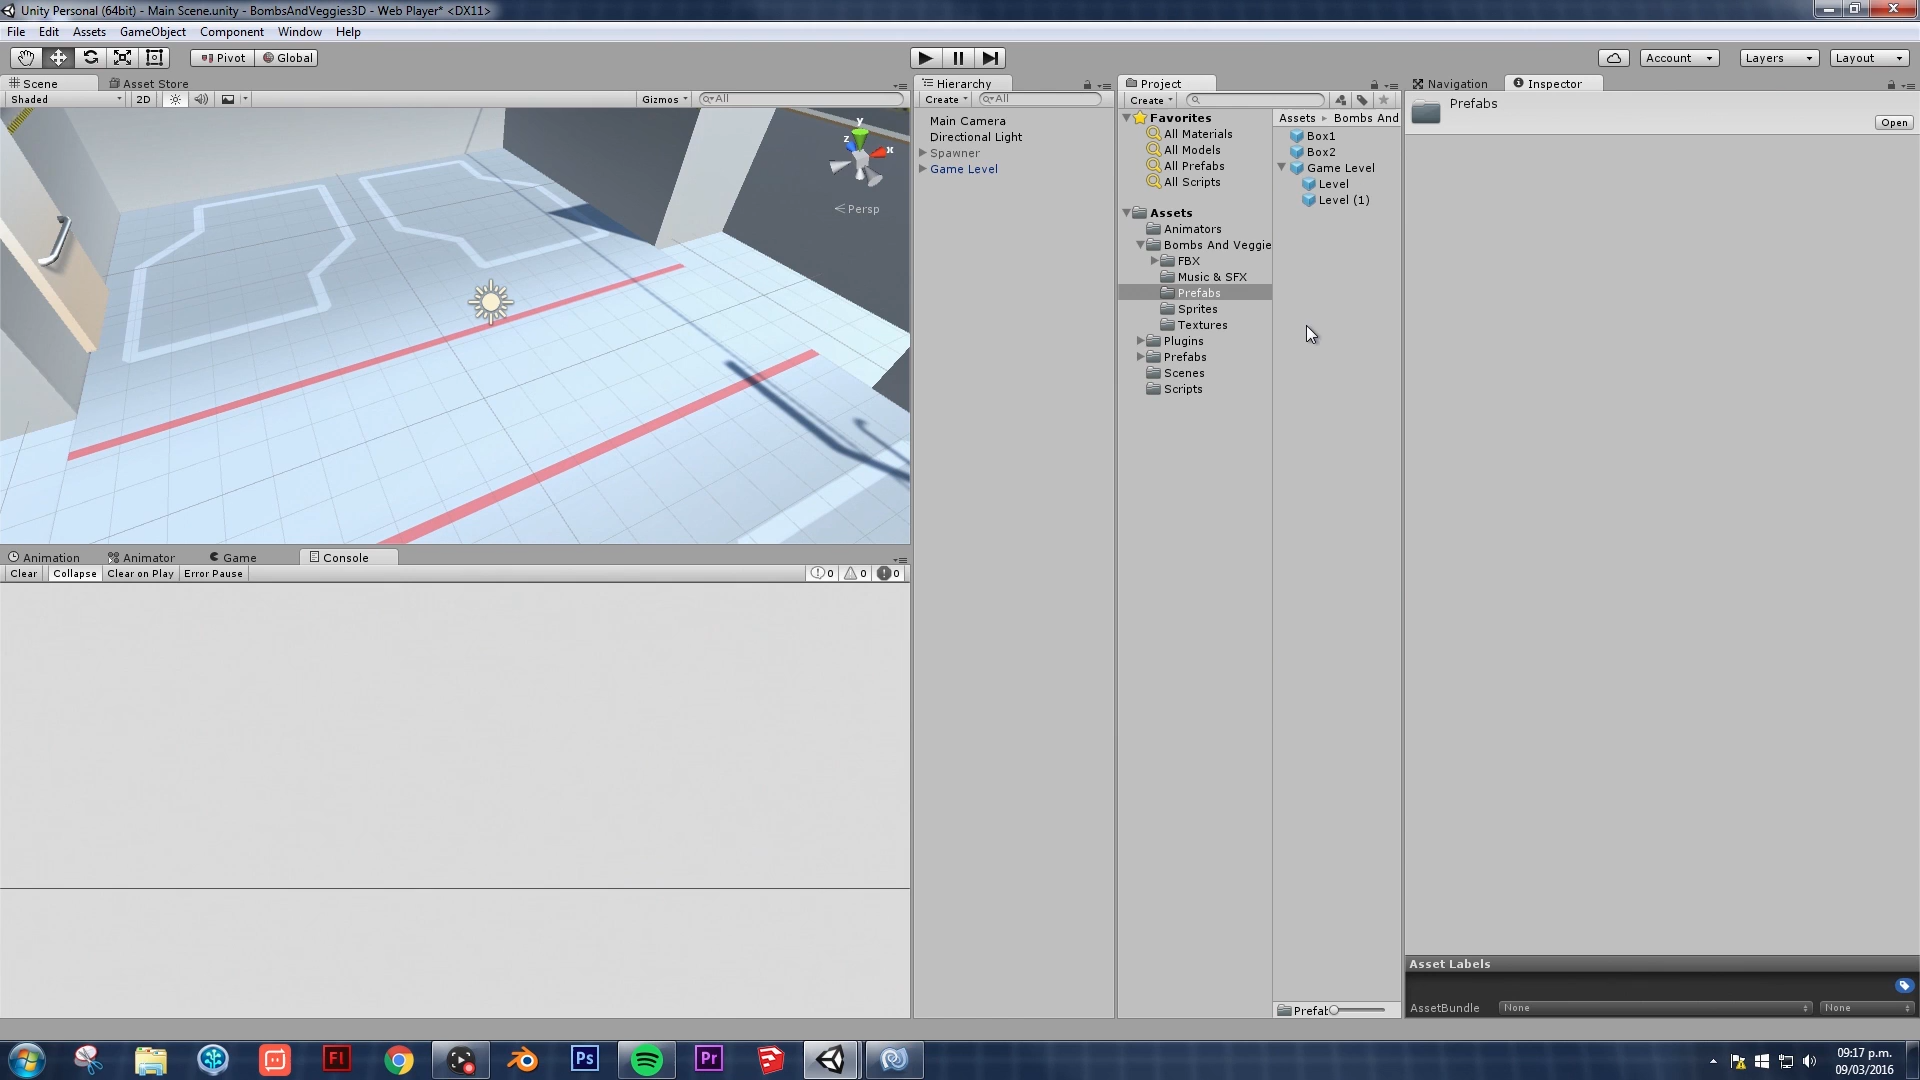 Unity Personal (64bit) - Main Scene.unity - BombsAndVeggies3D - Web Player* <DX11>
File Edit Assets GameObject Component Window Help
Pivot Global Account Layers Layout
Scene Asset Store
Shaded 2D Gizmos All
y
z x
Persp
Animation Animator Game Console
Clear Collapse Clear on Play Error Pause 0 0 0
Hierarchy
Create All
Main Camera
Directional Light
Spawner
Game Level
Project
Create
Favorites
All Materials
All Models
All Prefabs
All Scripts
Assets
Animators
Bombs And Veggie
FBX
Music & SFX
Prefabs
Sprites
Textures
Plugins
Prefabs
Scenes
Scripts
Assets Bombs And
Box1
Box2
Game Level
Level
Level (1)
Prefab
Navigation Inspector
Prefabs
Open
Asset Labels
AssetBundle None None
Fl Ps Pr
09:17 p.m.
09/03/2016